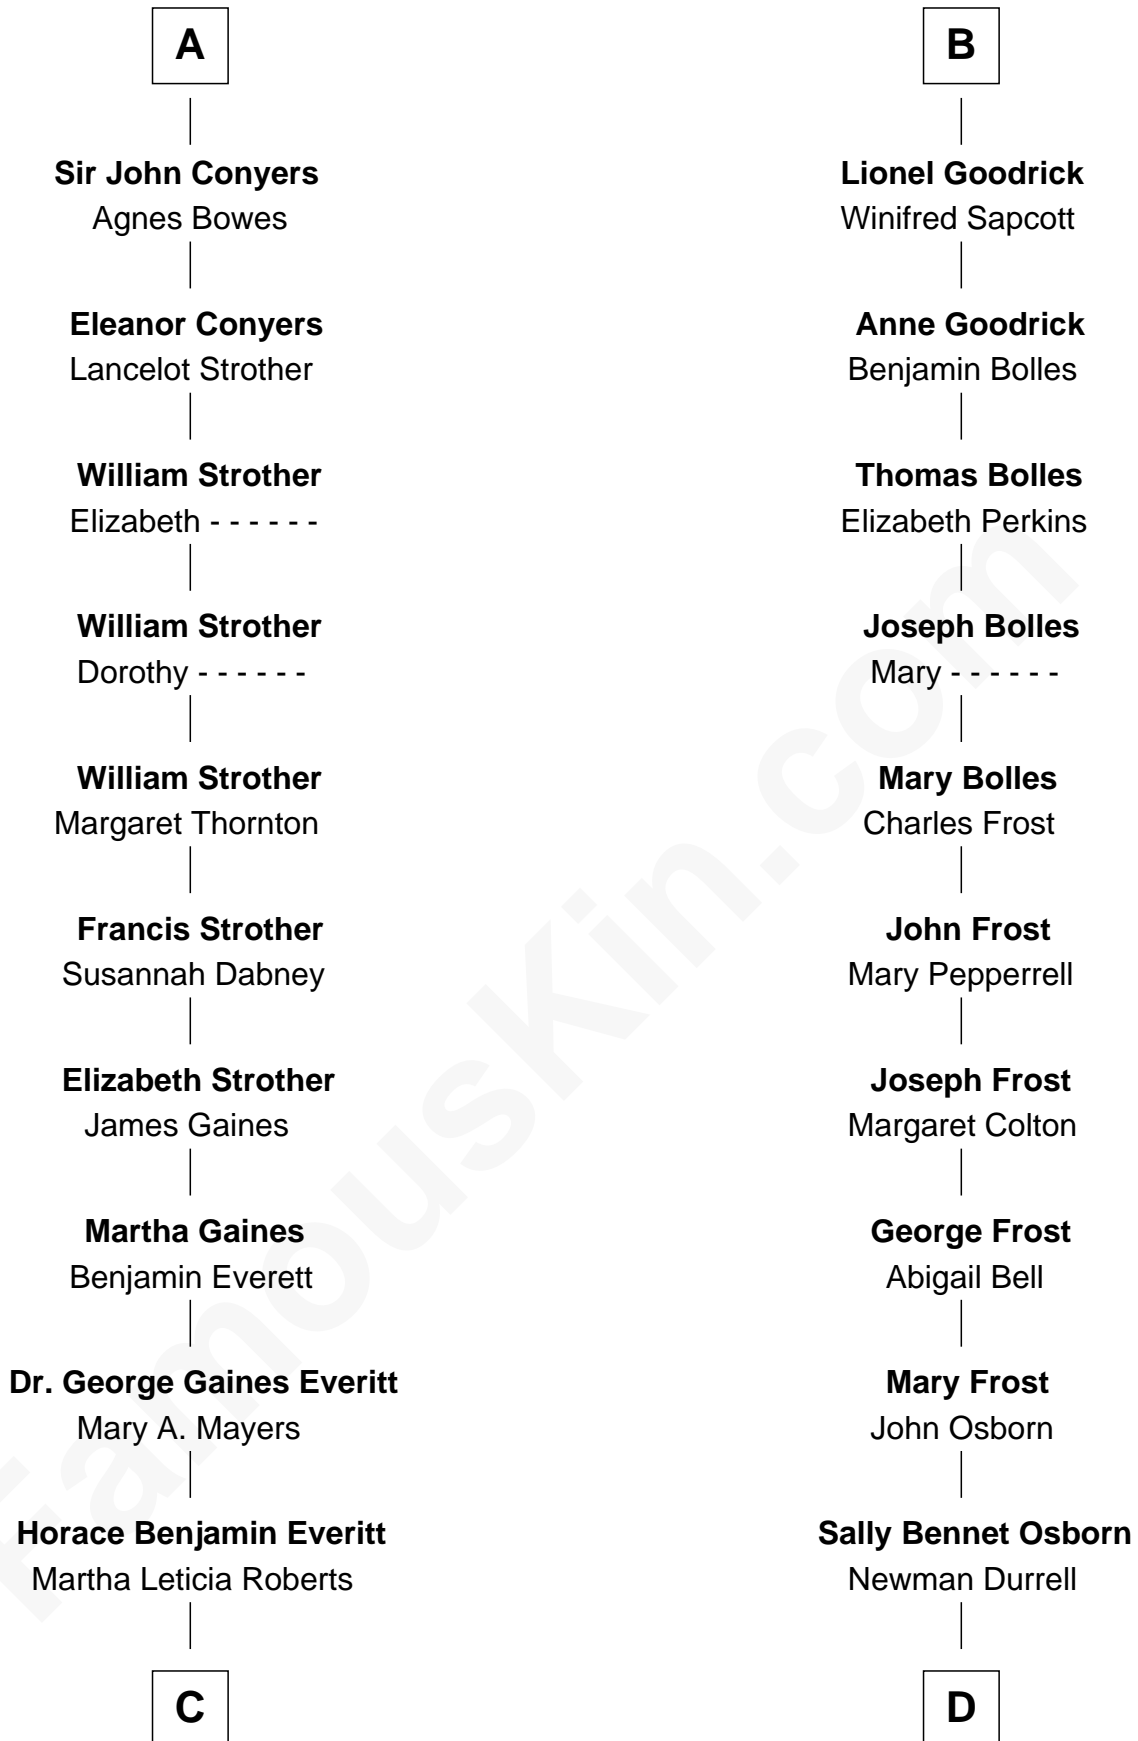 A
Sir John Conyers
Agnes Bowes
Eleanor Conyers
Lancelot Strother
William Strother
Elizabeth - - - - - -
William Strother
Dorothy - - - - - -
William Strother
Margaret Thornton
Francis Strother
Susannah Dabney
Elizabeth Strother
James Gaines
Martha Gaines
Benjamin Everett
Dr. George Gaines Everitt
Mary A. Mayers
Horace Benjamin Everitt
Martha Leticia Roberts
C
B
Lionel Goodrick
Winifred Sapcott
Anne Goodrick
Benjamin Bolles
Thomas Bolles
Elizabeth Perkins
Joseph Bolles
Mary - - - - - -
Mary Bolles
Charles Frost
John Frost
Mary Pepperrell
Joseph Frost
Margaret Colton
George Frost
Abigail Bell
Mary Frost
John Osborn
Sally Bennet Osborn
Newman Durrell
D
FamousKin.com